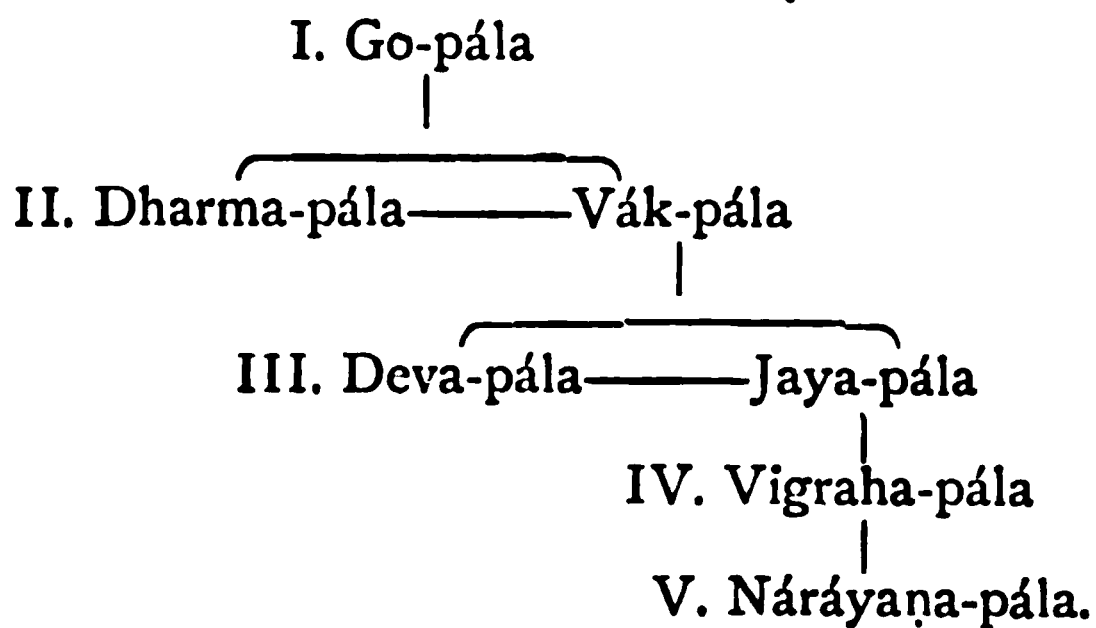 I. Go-pála
II. Dharma-pála——Vák-pála
III. Deva-pála——Jaya-pála
IV. Vigraha-pála
V. Náráyaṇa-pála.